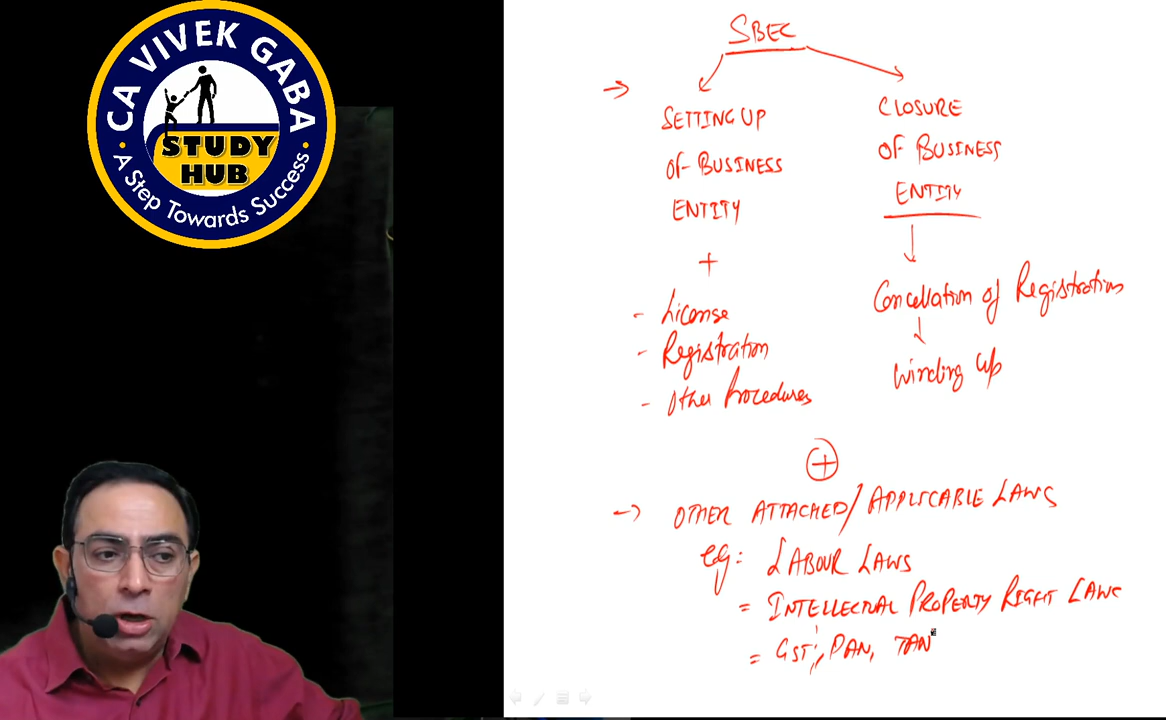 CA VIVEK GABA
STUDY
HUB
A Step Towards Success
SBEC
SETTING UP
OF BUSINESS
ENTITY
+
- License
- Registration
- Other Procedures
CLOSURE
OF BUSINESS
ENTITY
Cancellation of Registration
Winding Up
+
→ OTHER ATTACHED/APPLICABLE LAWS
eg: LABOUR LAWS
= INTELLECTUAL PROPERTY RIGHT LAWS
= GST, PAN, TAN